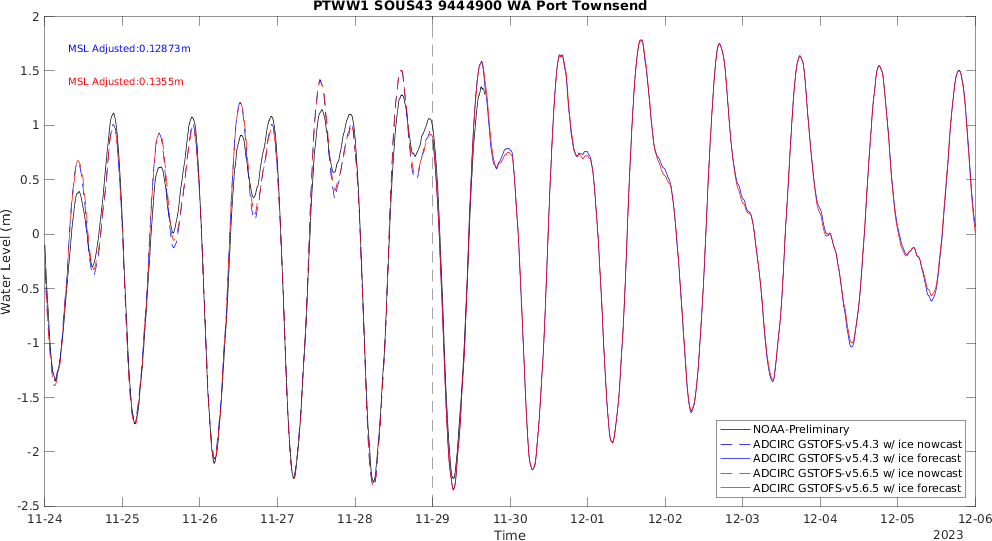 PTWW1 SOUS43 9444900 WA Port Townsend
MSL Adjusted:0.12873m
MSL Adjusted:0.1355m
Water Level (m)
2
1.5
1
0.5
0
-0.5
-1
-1.5
-2
-2.5
NOAA-Preliminary
ADCIRC GSTOFS-v5.4.3 w/ ice nowcast
ADCIRC GSTOFS-v5.4.3 w/ ice forecast
ADCIRC GSTOFS-v5.6.5 w/ ice nowcast
ADCIRC GSTOFS-v5.6.5 w/ ice forecast
11-24 11-25 11-26 11-27 11-28 11-29 11-30 12-01 12-02 12-03 12-04 12-05 12-06
Time
2023